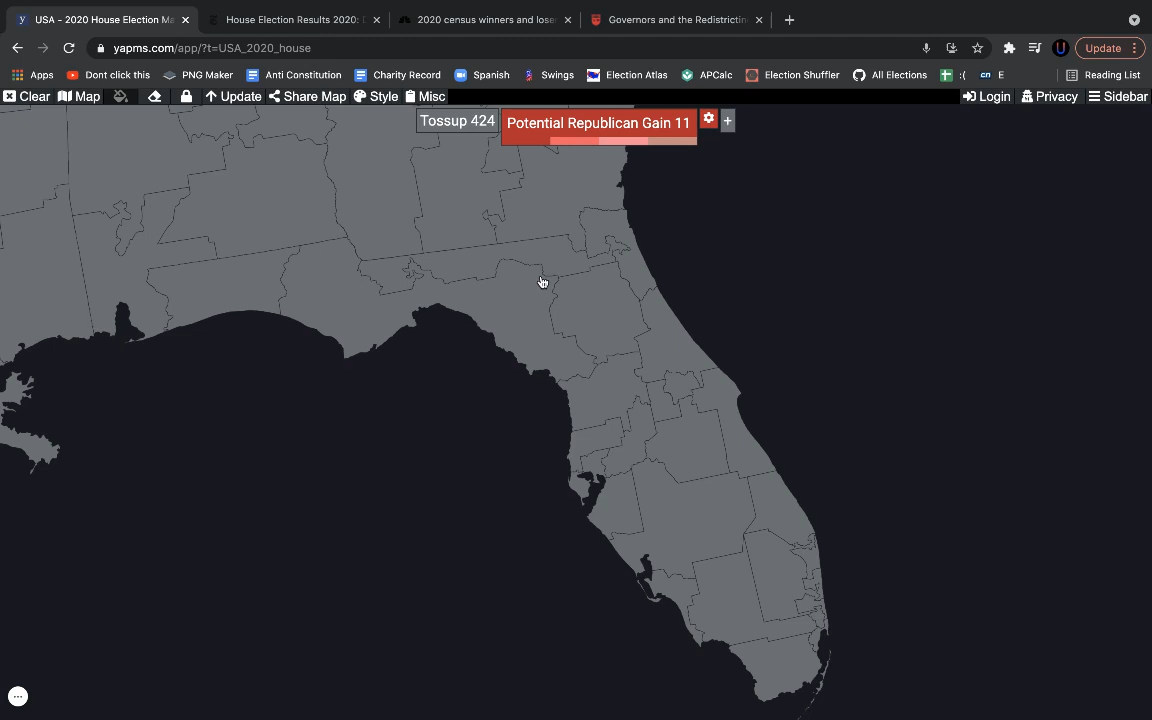 USA - 2020 House Election Ma
House Election Results 2020:
2020 census winners and lose
Governors and the Redistrictin
yapms.com/app/?t=USA_2020_house
Update
Apps
Dont click this
PNG Maker
Anti Constitution
Charity Record
Spanish
Swings
Election Atlas
APCalc
Election Shuffler
All Elections
:(
E
Reading List
Clear
Map
Update
Share Map
Style
Misc
Login
Privacy
Sidebar
Tossup 424
Potential Republican Gain 11
+